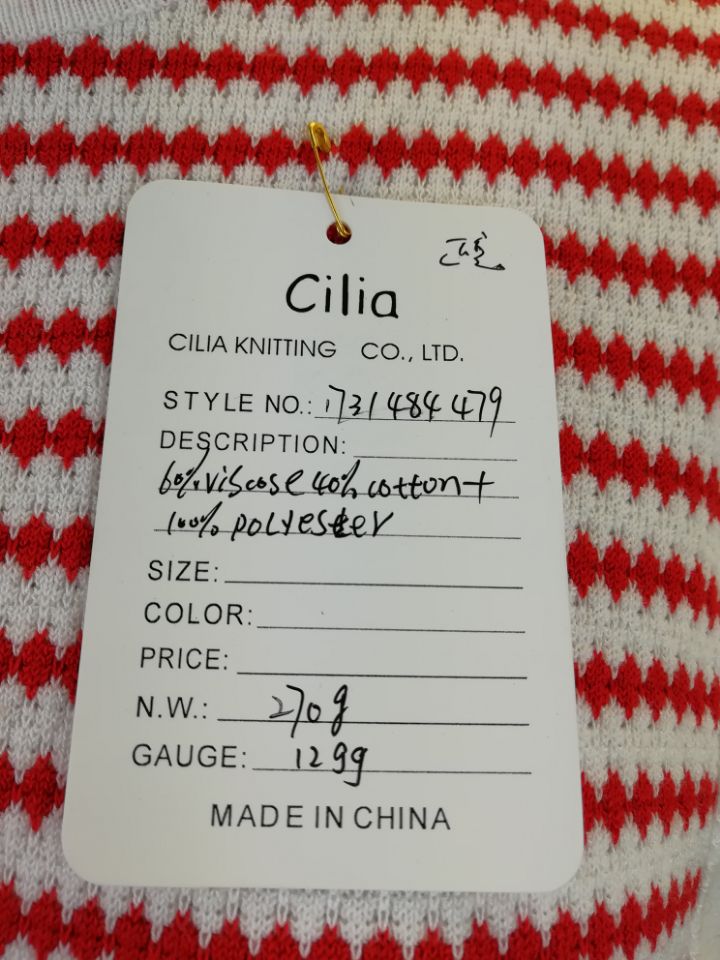 Cilia
CILIA KNITTING CO., LTD.
STYLE NO.: 1731484479
DESCRIPTION:
60% viscose 40% cotton +
100% polyester
SIZE:
COLOR:
PRICE:
N.W.: 270g
GAUGE: 12gg
MADE IN CHINA